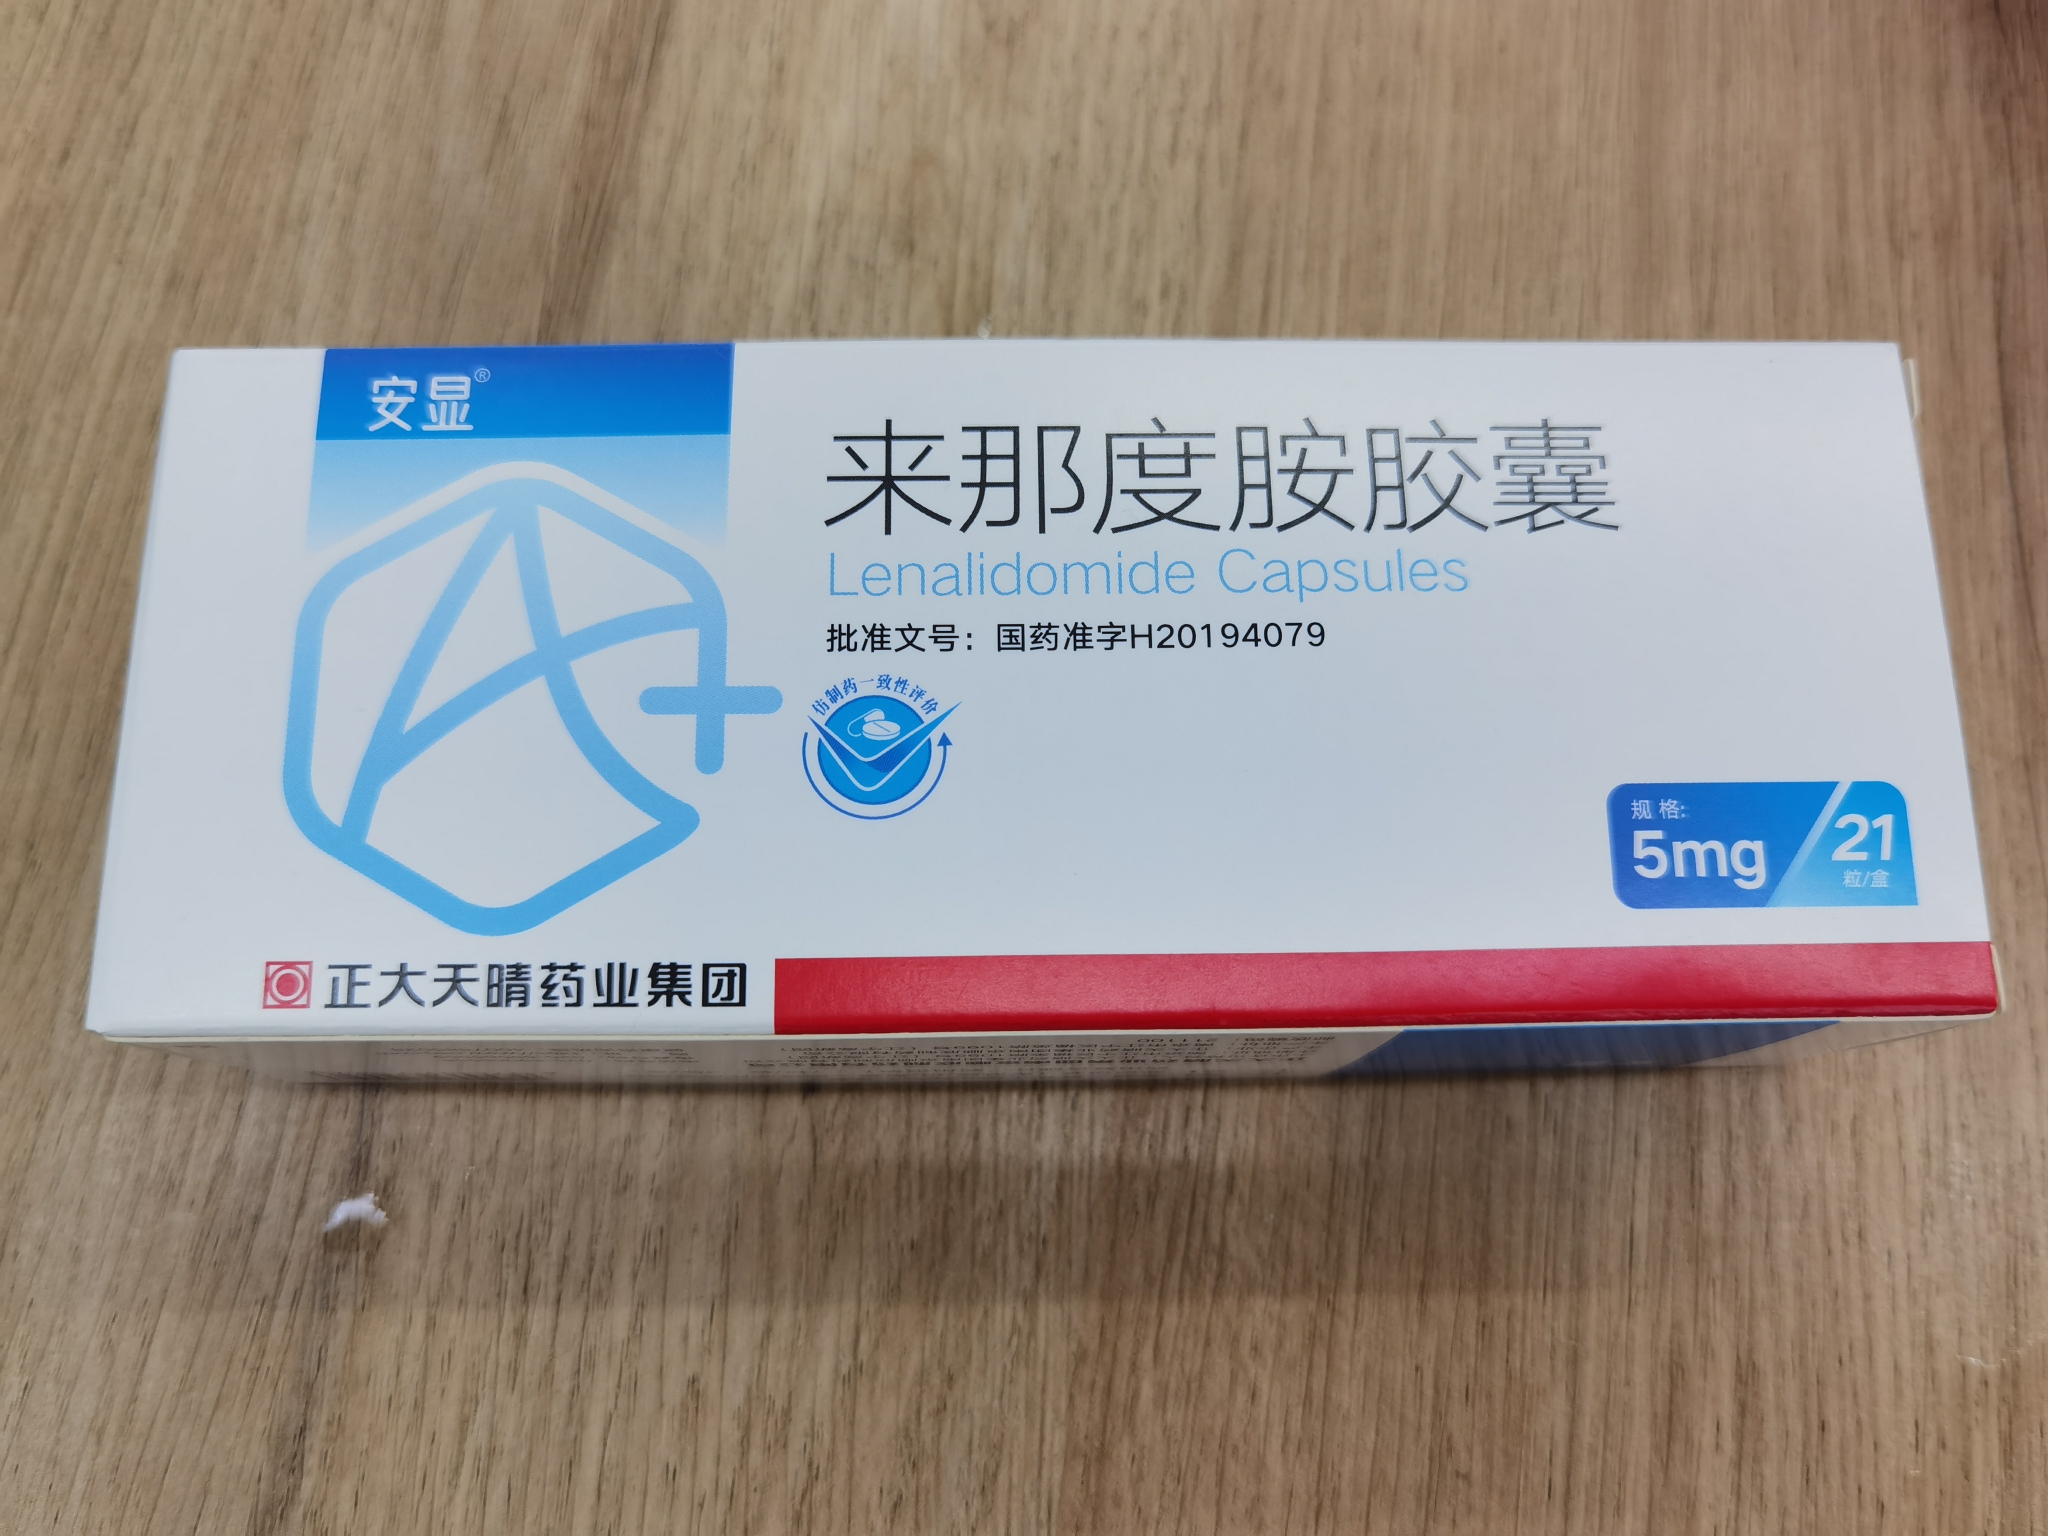 安显®
来那度胺胶囊
Lenalidomide Capsules
批准文号：国药准字H20194079
仿制药一致性评价
规格:
5mg
21
粒/盒
正大天晴药业集团